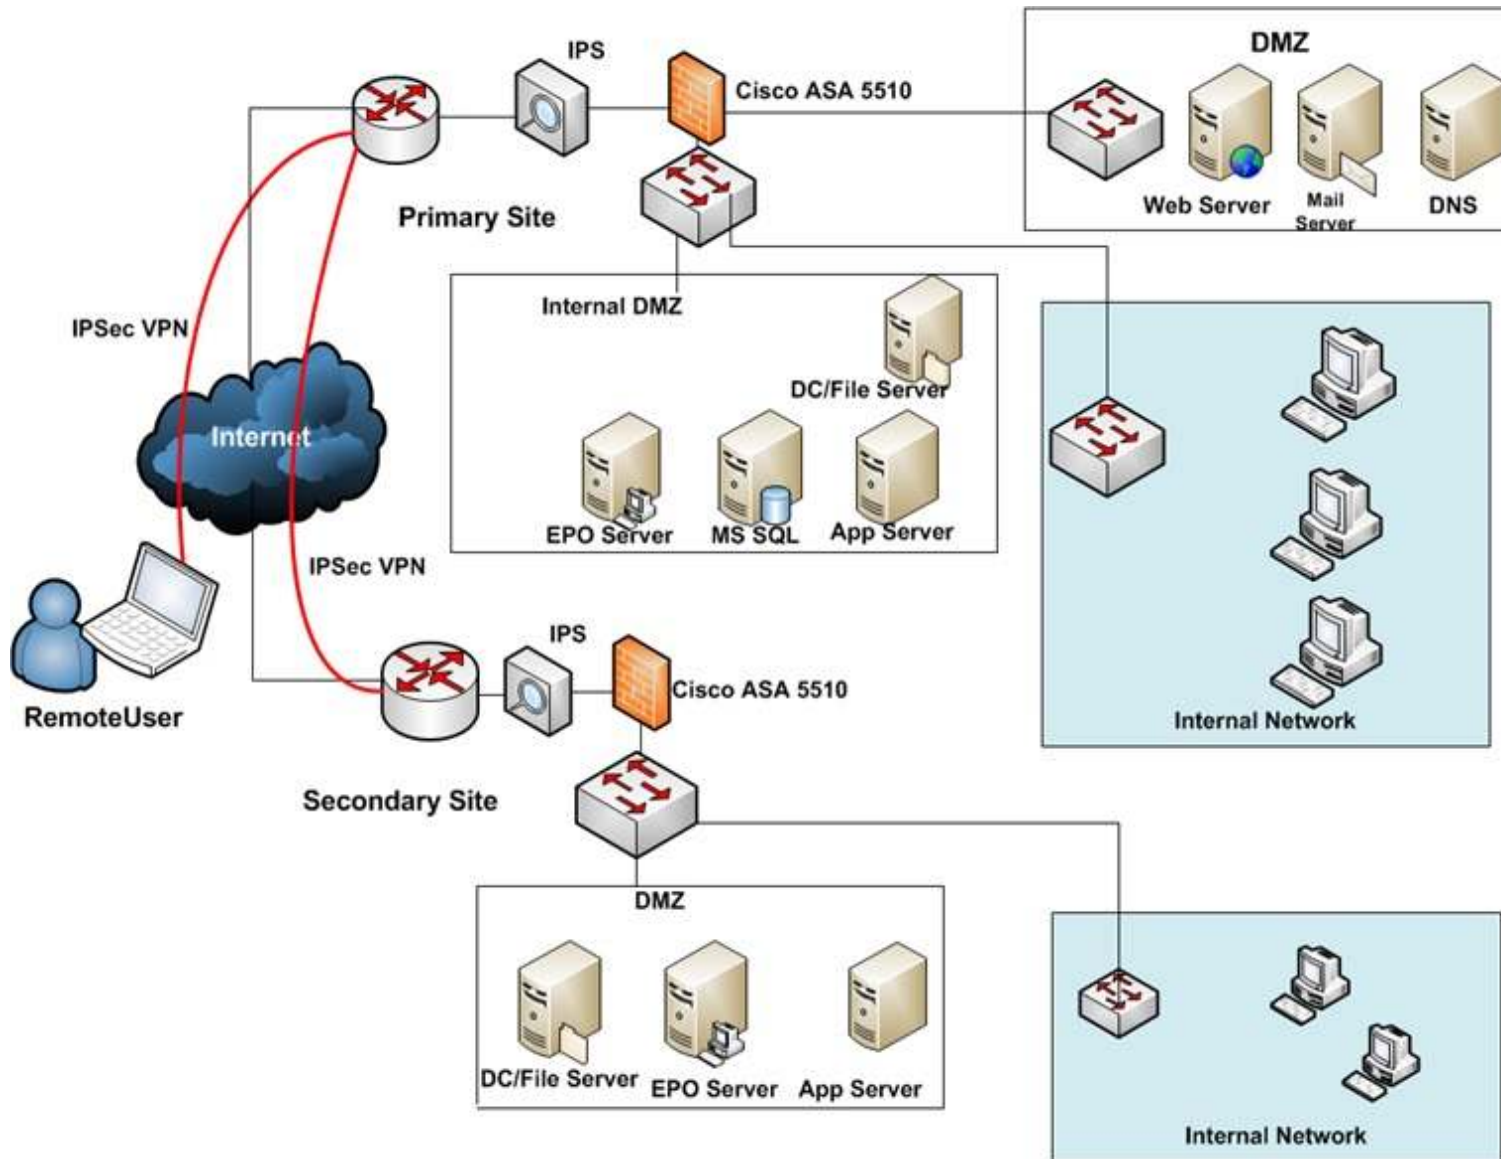 IPS
Cisco ASA 5510
DMZ
Web Server
Mail
Server
DNS
Primary Site
Internal DMZ
DC/File Server
EPO Server
MS SQL
App Server
IPSec VPN
Internet
IPSec VPN
RemoteUser
Internal Network
IPS
Cisco ASA 5510
Secondary Site
DMZ
DC/File Server
EPO Server
App Server
Internal Network